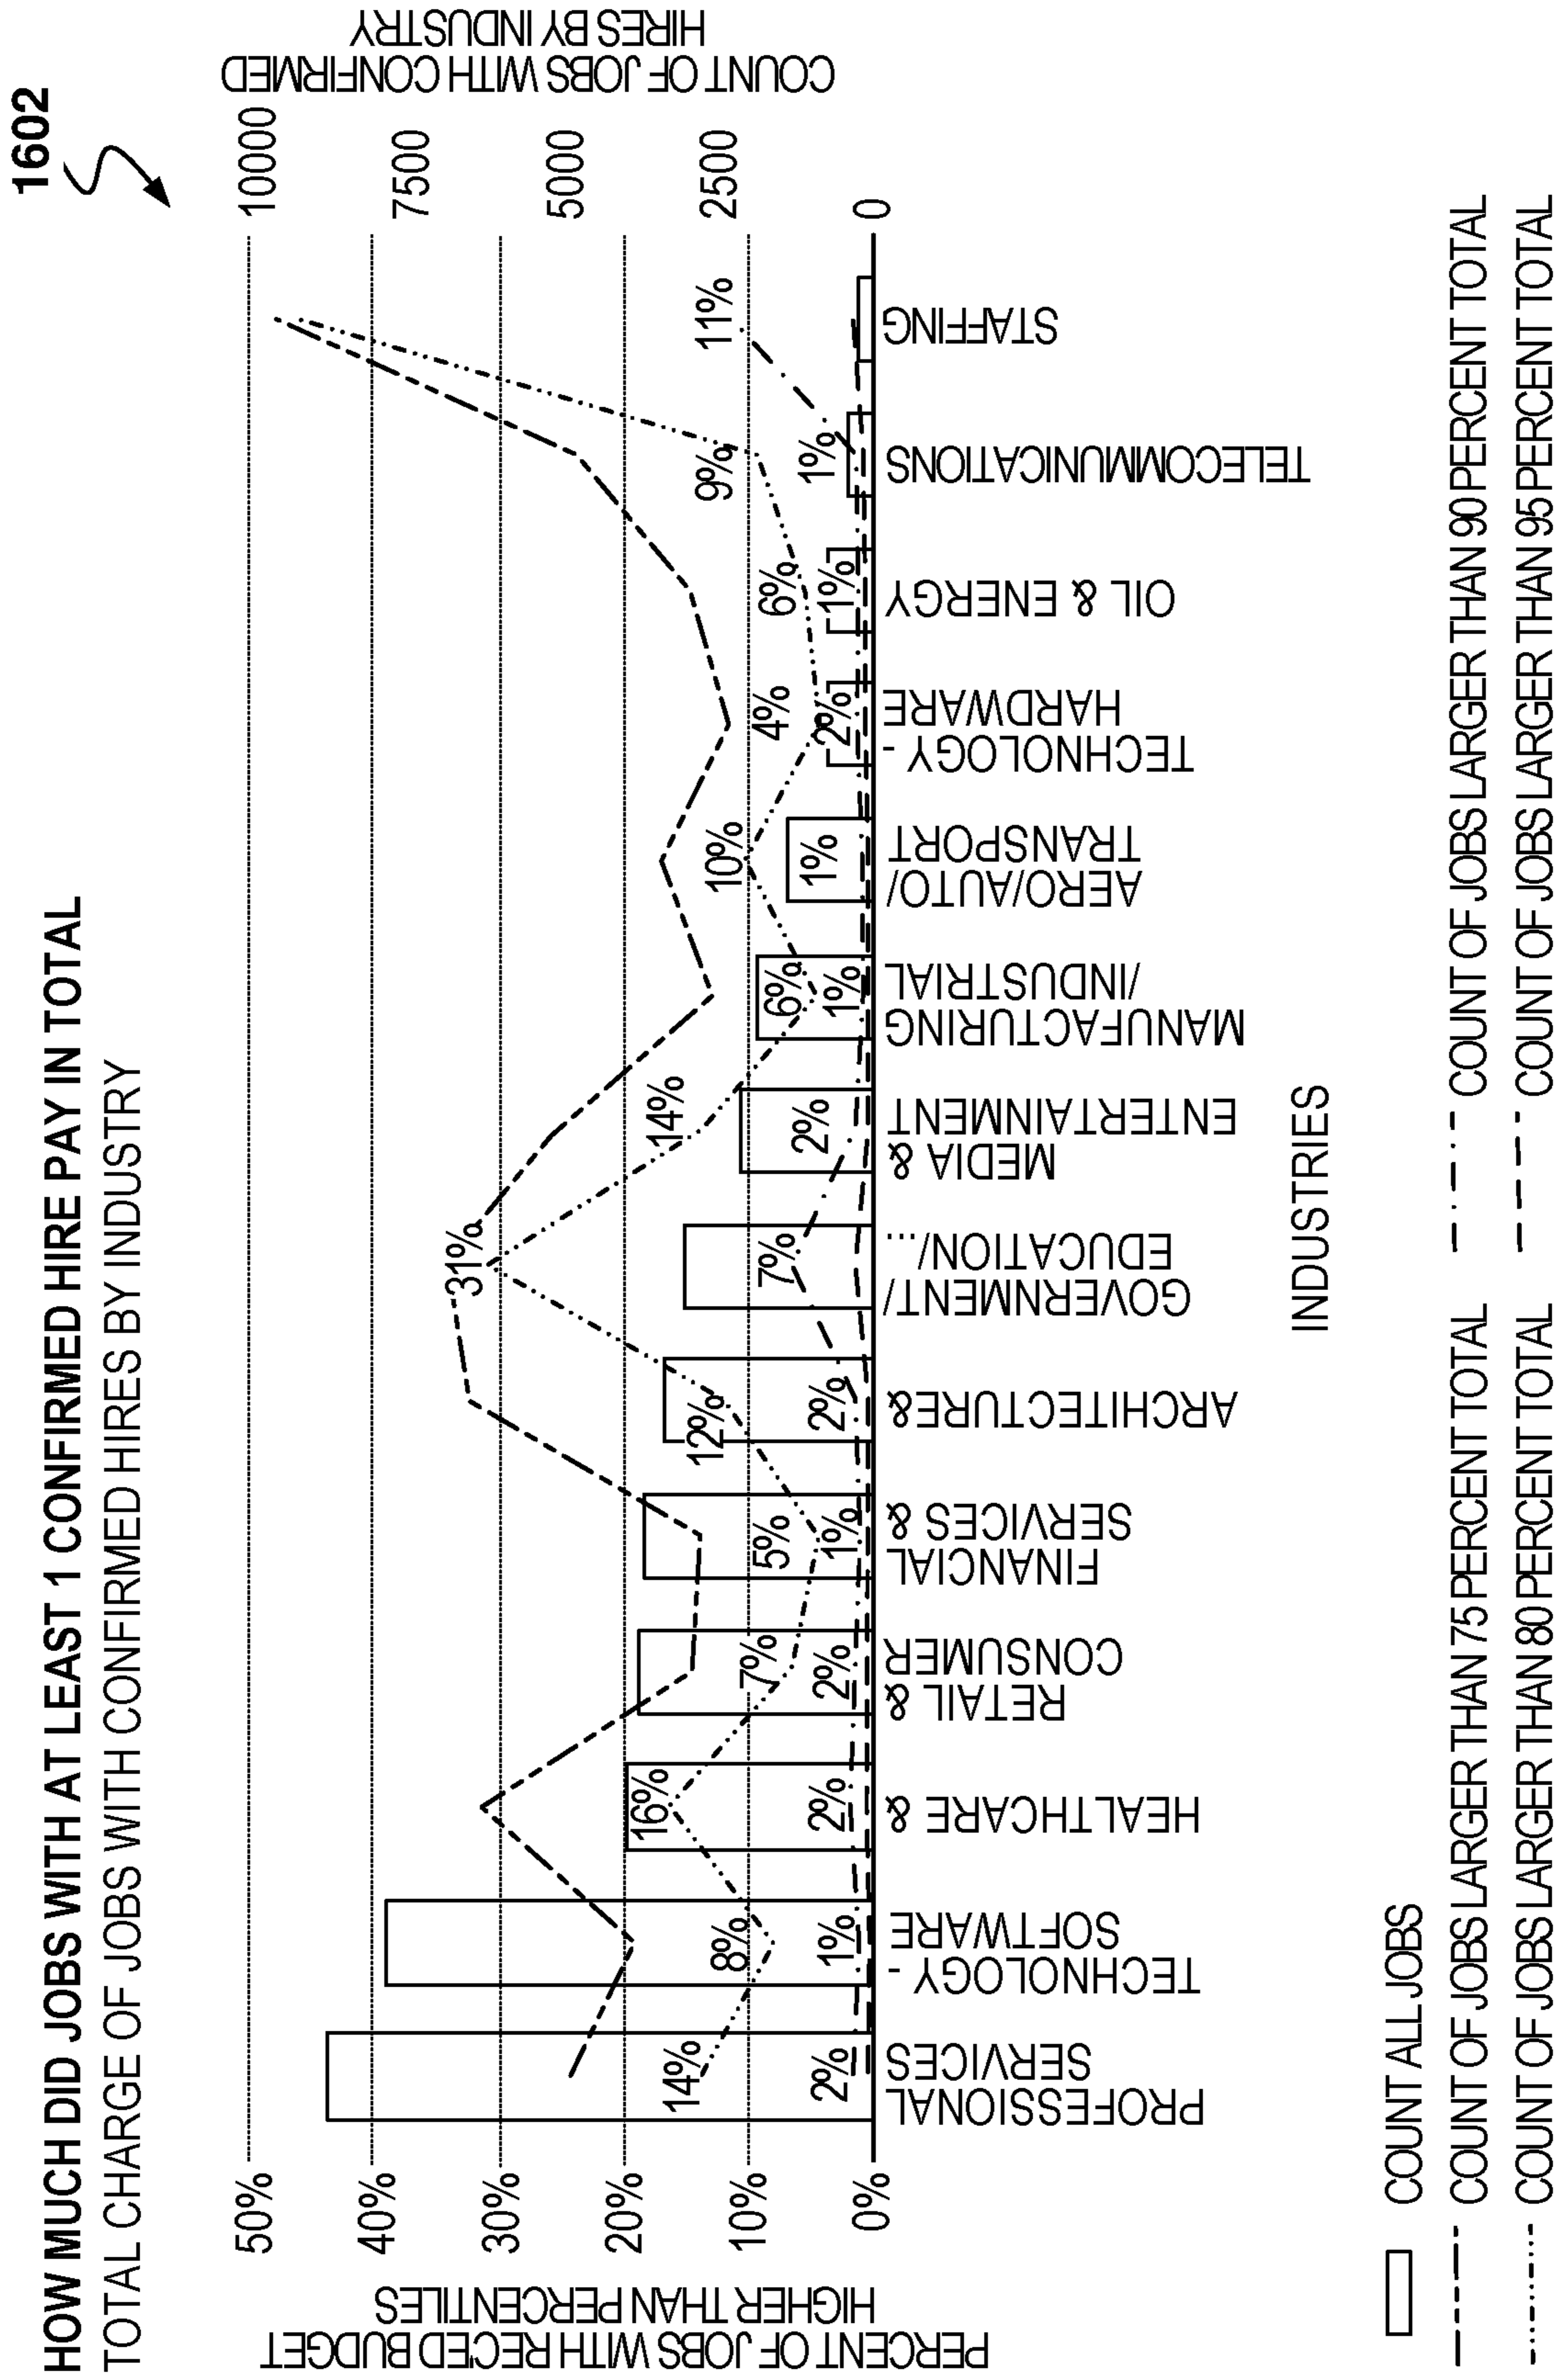 1602
HOW MUCH DID JOBS WITH AT LEAST 1 CONFIRMED HIRE PAY IN TOTAL
TOTAL CHARGE OF JOBS WITH CONFIRMED HIRES BY INDUSTRY
PERCENT OF JOBS WITH RECED BUDGET
HIGHER THAN PERCENTILES
50%
40%
30%
20%
10%
0%
14%
2%
8%
1%
16%
2%
7%
2%
5%
1%
12%
2%
31%
7%
14%
2%
6%
1%
10%
1%
4%
2%
6%
1%
9%
1%
11%
10000
7500
5000
2500
0
COUNT OF JOBS WITH CONFIRMED
HIRES BY INDUSTRY
PROFESSIONAL
SERVICES
TECHNOLOGY -
SOFTWARE
HEALTHCARE &
RETAIL &
CONSUMER
FINANCIAL
SERVICES &
ARCHITECTURE&
GOVERNMENT/
EDUCATION/...
MEDIA &
ENTERTAINMENT
MANUFACTURING
/INDUSTRIAL
AERO/AUTO/
TRANSPORT
TECHNOLOGY -
HARDWARE
OIL & ENERGY
TELECOMMUNICATIONS
STAFFING
INDUSTRIES
COUNT ALL JOBS
COUNT OF JOBS LARGER THAN 75 PERCENT TOTAL
COUNT OF JOBS LARGER THAN 80 PERCENT TOTAL
COUNT OF JOBS LARGER THAN 90 PERCENT TOTAL
COUNT OF JOBS LARGER THAN 95 PERCENT TOTAL